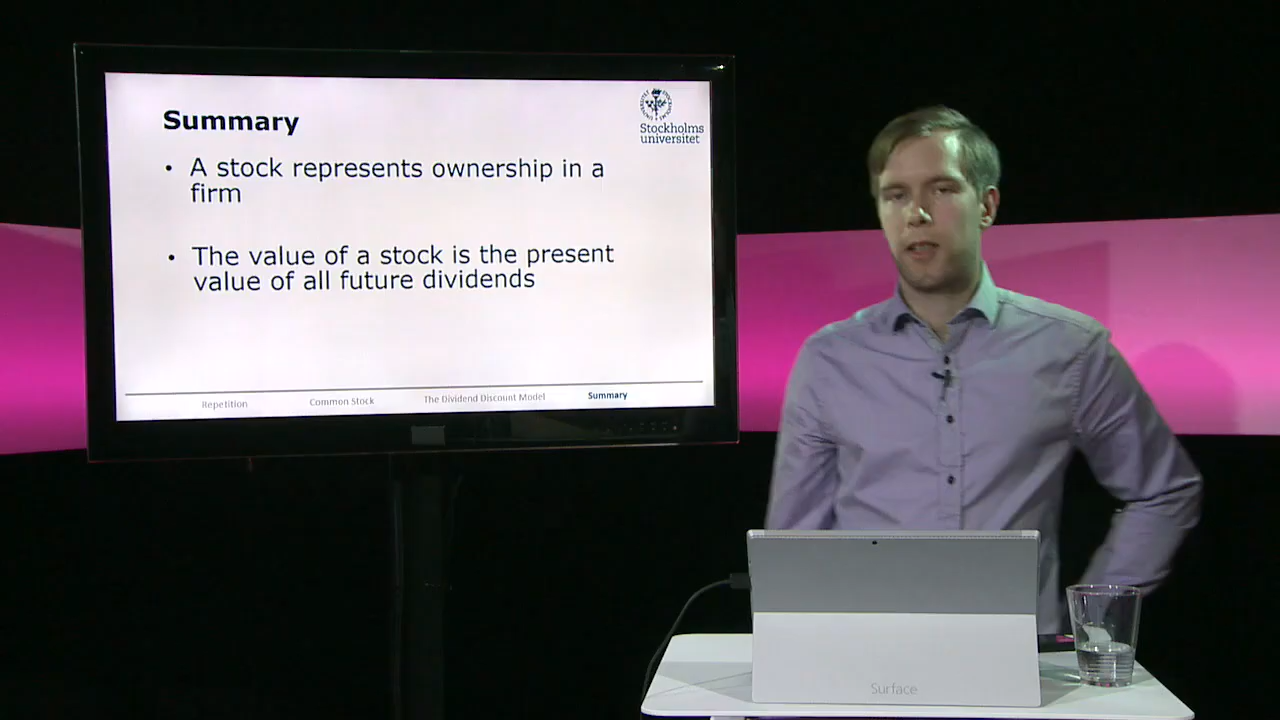 Summary
Stockholms
universitet
• A stock represents ownership in a
firm
• The value of a stock is the present
value of all future dividends
Repetition Common Stock The Dividend Discount Model Summary
Surface